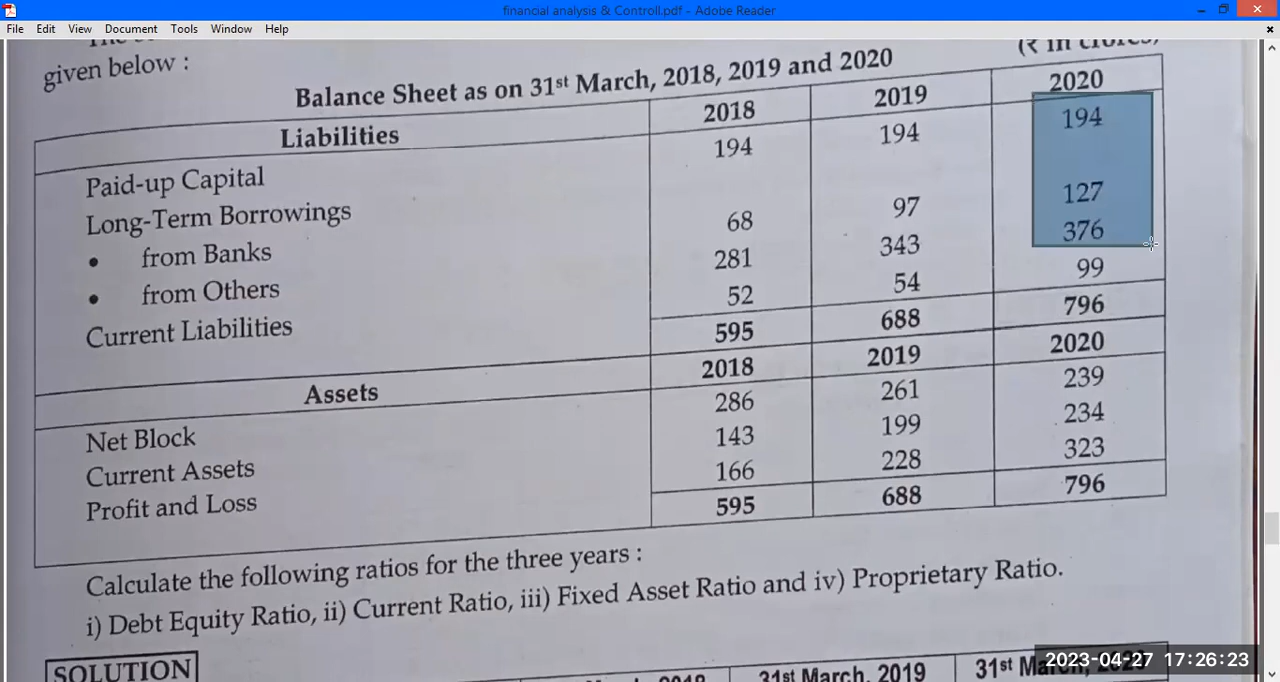 financial analysis & Controll.pdf - Adobe Reader
File Edit View Document Tools Window Help
given below : (₹ in crores)
Balance Sheet as on 31st March, 2018, 2019 and 2020
Liabilities 2018 2019 2020
Paid-up Capital 194 194 194
Long-Term Borrowings
• from Banks 68 97 127
• from Others 281 343 376
Current Liabilities 52 54 99
595 688 796
Assets 2018 2019 2020
Net Block 286 261 239
Current Assets 143 199 234
Profit and Loss 166 228 323
595 688 796
Calculate the following ratios for the three years :
i) Debt Equity Ratio, ii) Current Ratio, iii) Fixed Asset Ratio and iv) Proprietary Ratio.
SOLUTION
31st March, 2019 31st March, 2020
2023-04-27 17:26:23